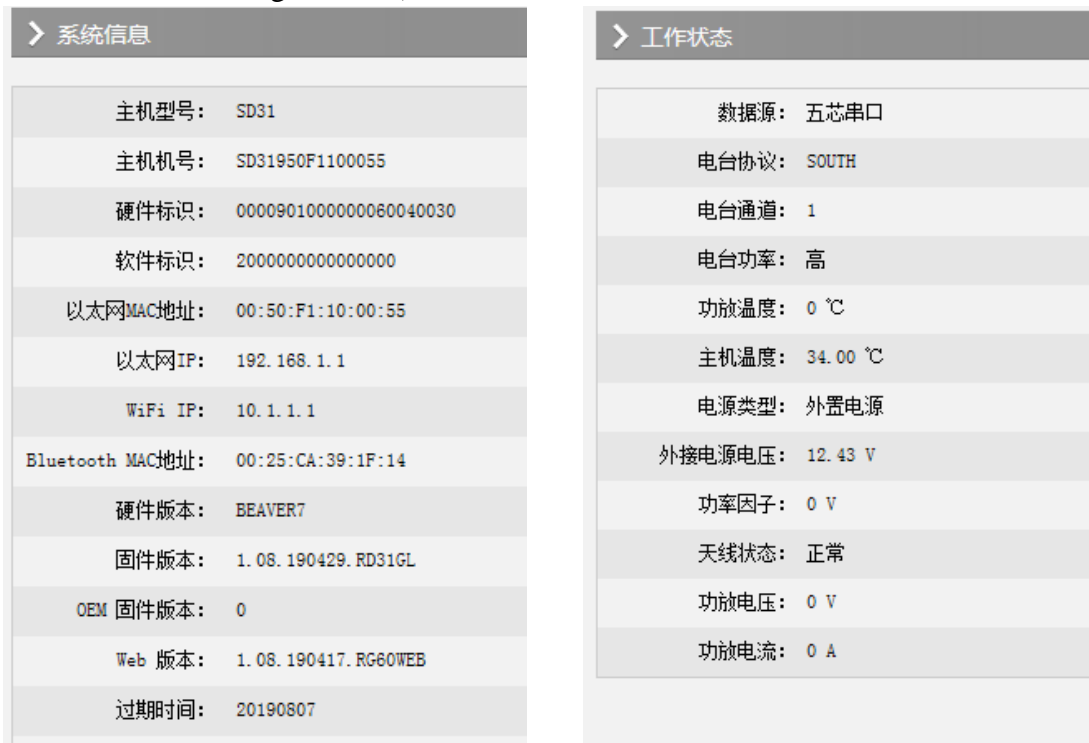 系统信息
主机型号: SD31
主机机号: SD31950F1100055
硬件标识: 0000901000000060040030
软件标识: 2000000000000000
以太网MAC地址: 00:50:F1:10:00:55
以太网IP: 192.168.1.1
WiFi IP: 10.1.1.1
Bluetooth MAC地址: 00:25:CA:39:1F:14
硬件版本: BEAVER7
固件版本: 1.08.190429.RD31GL
OEM 固件版本: 0
Web 版本: 1.08.190417.RG60WEB
过期时间: 20190807
工作状态
数据源: 五芯串口
电台协议: SOUTH
电台通道: 1
电台功率: 高
功放温度: 0 ℃
主机温度: 34.00 ℃
电源类型: 外置电源
外接电源电压: 12.43 V
功率因子: 0 V
天线状态: 正常
功放电压: 0 V
功放电流: 0 A